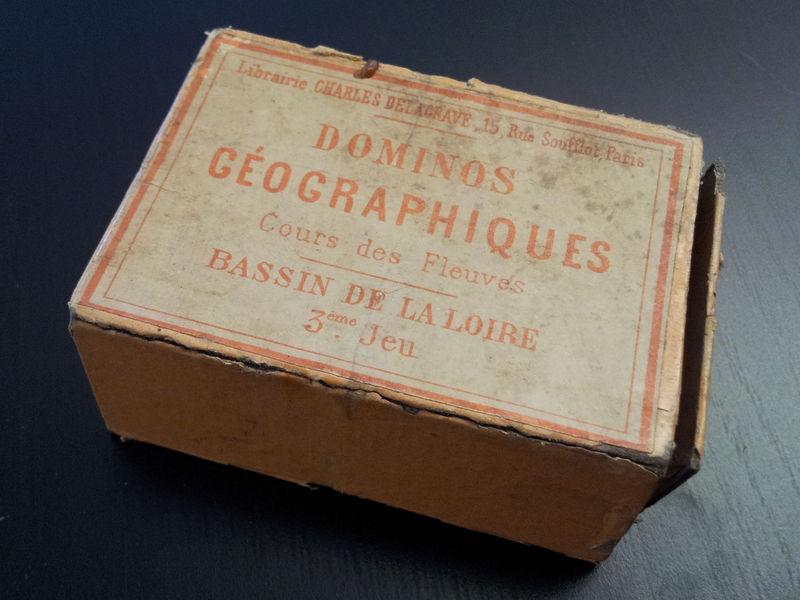 Librairie CHARLES DELAGRAVE, 15, Rue Soufflot, Paris
DOMINOS
GÉOGRAPHIQUES
Cours des Fleuves
BASSIN DE LA LOIRE
3ème. Jeu